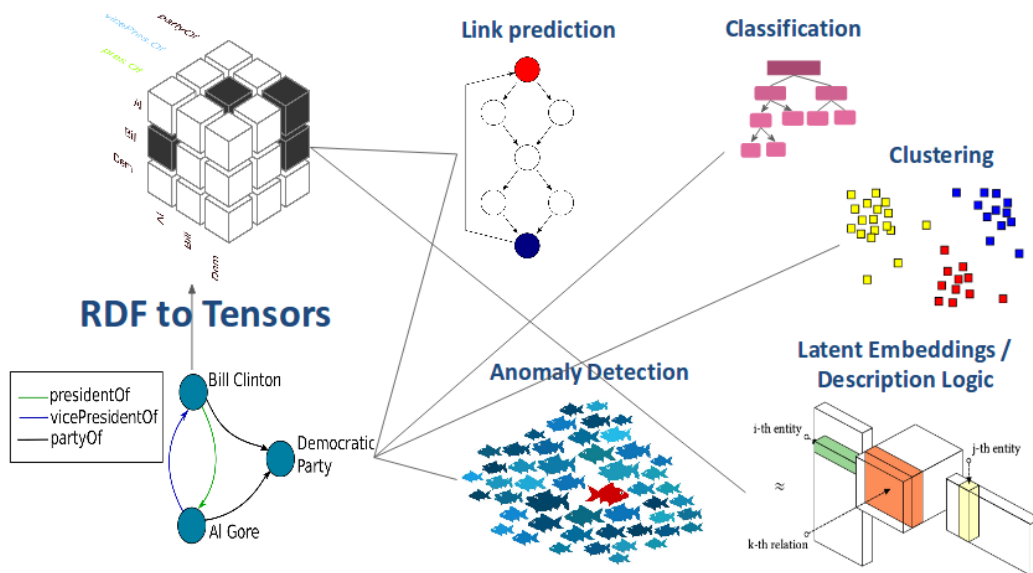 partyOf
vicePres.Of
pres.Of
Al
Bill
Dem
Al
Bill
Dem
Link prediction
Classification
Clustering
RDF to Tensors
presidentOf
vicePresidentOf
partyOf
Bill Clinton
Democratic
Party
Al Gore
Anomaly Detection
Latent Embeddings /
Description Logic
i-th entity
j-th entity
≈
k-th relation